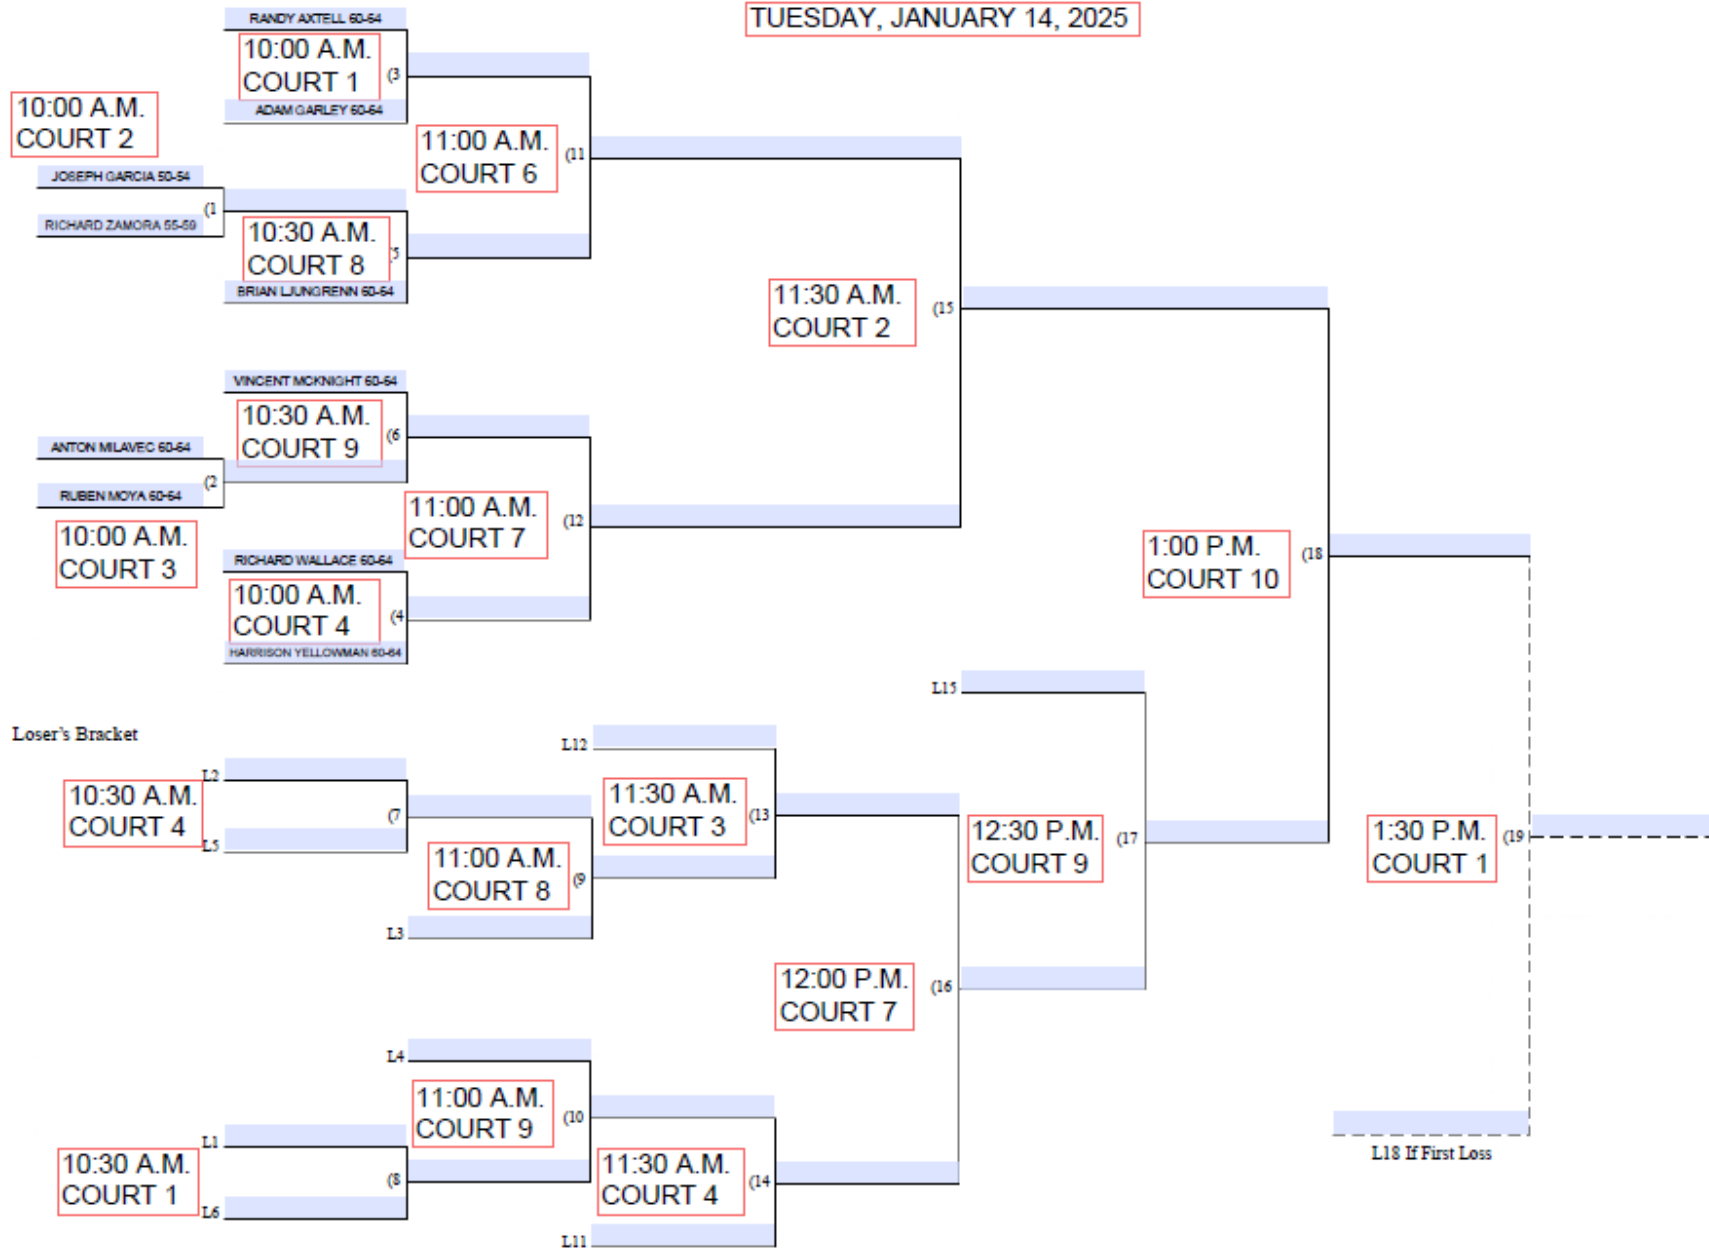 TUESDAY, JANUARY 14, 2025
RANDY AXTELL 60-64
10:00 A.M.
COURT 1
(3
ADAM GARLEY 60-64
10:00 A.M.
COURT 2
JOSEPH GARCIA 50-54
(1
RICHARD ZAMORA 55-59
10:30 A.M.
COURT 8
(5
BRIAN LJUNGRENN 60-64
11:00 A.M.
COURT 6
(11
11:30 A.M.
COURT 2
(15
VINCENT MCKNIGHT 60-64
10:30 A.M.
COURT 9
(6
ANTON MILAVEC 60-64
(2
RUBEN MOYA 60-64
10:00 A.M.
COURT 3
11:00 A.M.
COURT 7
(12
RICHARD WALLACE 60-64
10:00 A.M.
COURT 4
(4
HARRISON YELLOWMAN 60-64
1:00 P.M.
COURT 10
(18
Loser's Bracket
L2
10:30 A.M.
COURT 4
(7
L5
L12
11:30 A.M.
COURT 3
(13
11:00 A.M.
COURT 8
(9
L3
L15
12:30 P.M.
COURT 9
(17
1:30 P.M.
COURT 1
(19
12:00 P.M.
COURT 7
(16
L4
11:00 A.M.
COURT 9
(10
L1
10:30 A.M.
COURT 1
(8
L6
11:30 A.M.
COURT 4
(14
L11
L18 If First Loss